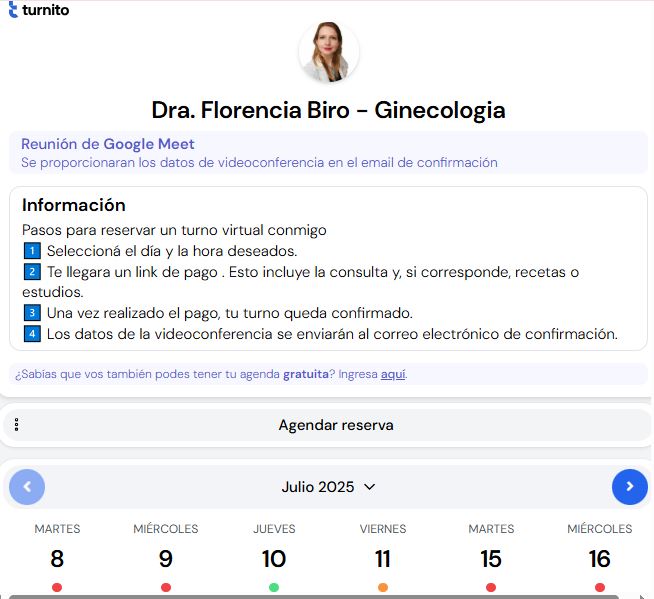 turnito
Dra. Florencia Biro - Ginecologia
Reunión de Google Meet
Se proporcionaran los datos de videoconferencia en el email de confirmación
Información
Pasos para reservar un turno virtual conmigo
1 Seleccioná el día y la hora deseados.
2 Te llegara un link de pago . Esto incluye la consulta y, si corresponde, recetas o
estudios.
3 Una vez realizado el pago, tu turno queda confirmado.
4 Los datos de la videoconferencia se enviarán al correo electrónico de confirmación.
¿Sabías que vos también podes tener tu agenda gratuita? Ingresa aquí.
Agendar reserva
Julio 2025
MARTES MIÉRCOLES JUEVES VIERNES MARTES MIÉRCOLES
8 9 10 11 15 16